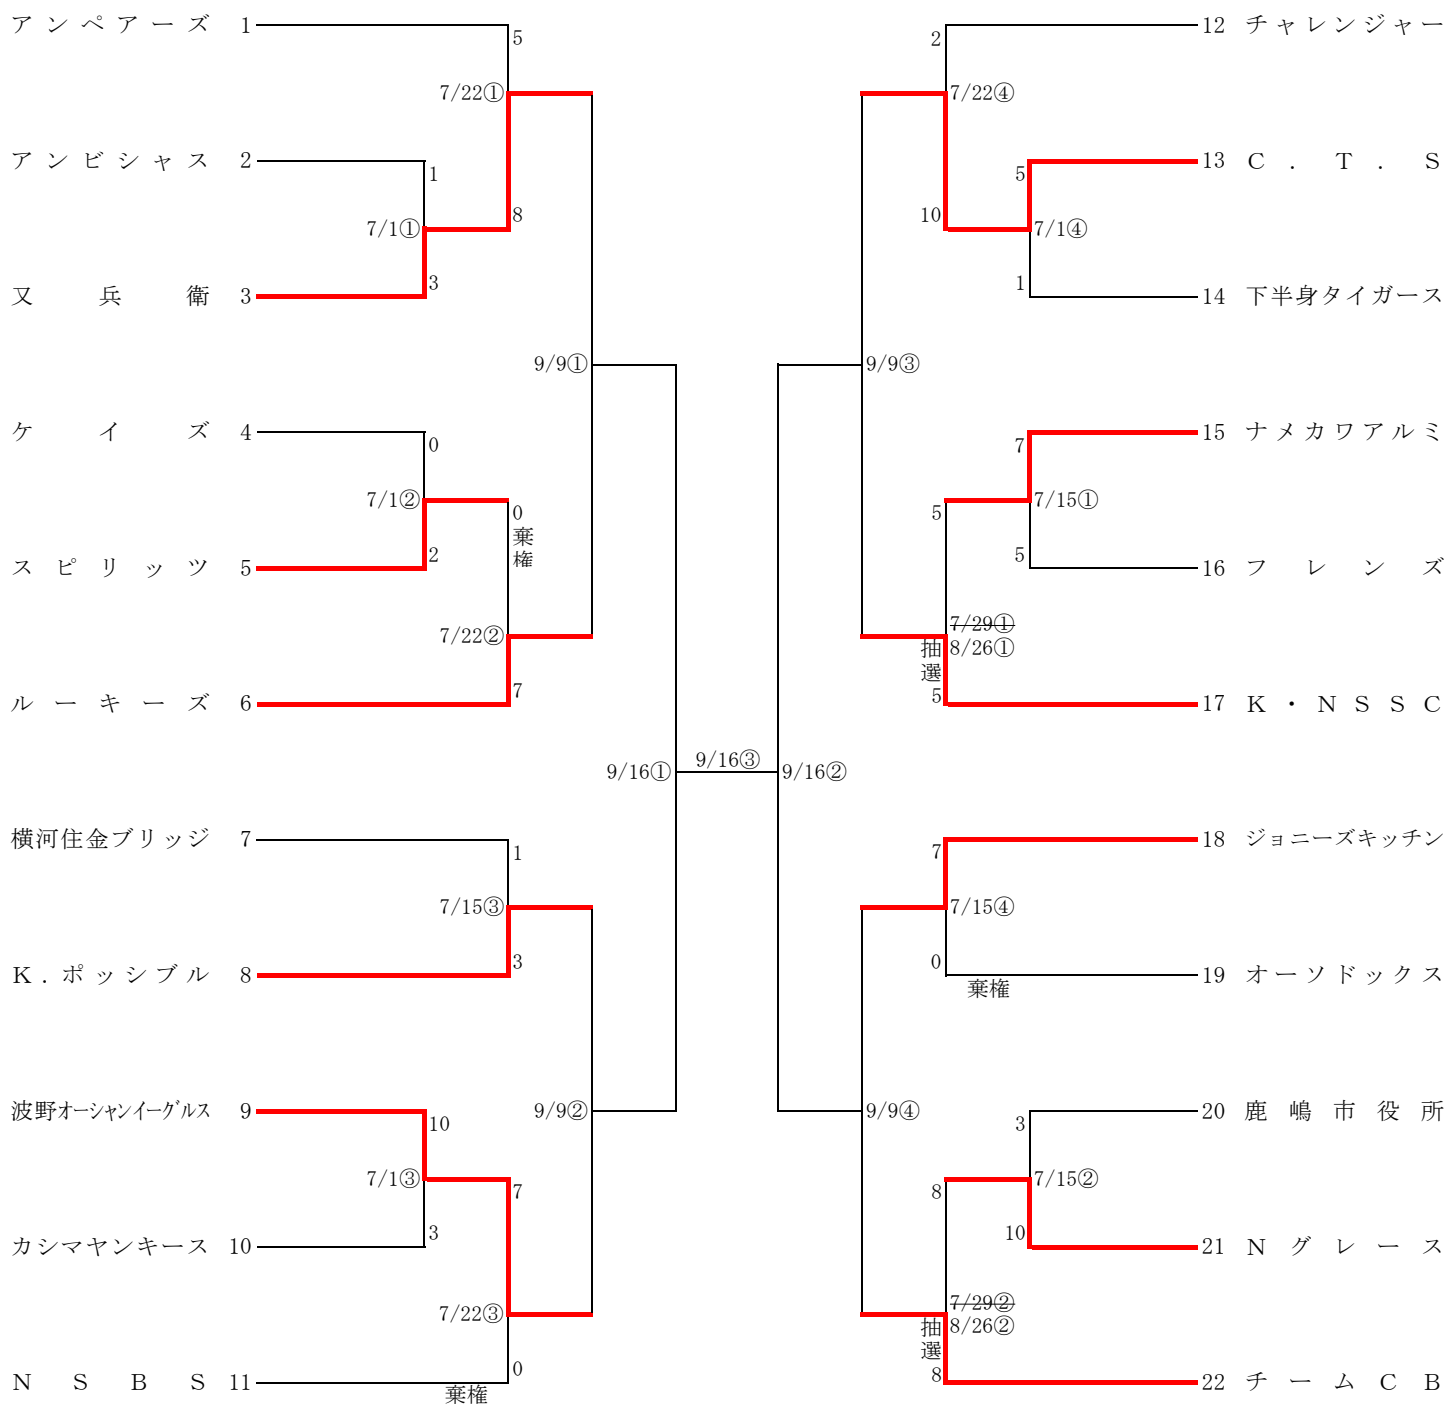 アンペアーズ 1
5
7/22①
アンビシャス 2
1
7/1①
8
又兵衛 3
3
9/9①
ケイズ 4
0
7/1②
0
棄権
スピリッツ 5
2
7/22②
ルーキーズ 6
7
9/16①
9/16③
横河住金ブリッジ 7
1
7/15③
K.ポッシブル 8
3
9/9②
波野オーシャンイーグルス 9
10
7/1③
7
カシマヤンキース 10
3
7/22③
NSBS 11
0
棄権
12 チャレンジャー
2
7/22④
13 C.T.S
5
10
7/1④
14 下半身タイガース
1
9/9③
15 ナメカワアルミ
7
7/15①
5
16 フレンズ
5
7/29①
8/26①
抽選
5
17 K・NSSC
9/16②
18 ジョニーズキッチン
7
7/15④
0
19 オーソドックス
棄権
9/9④
20 鹿嶋市役所
3
7/15②
8
10
21 Nグレース
7/29②
8/26②
抽選
8
22 チームCB